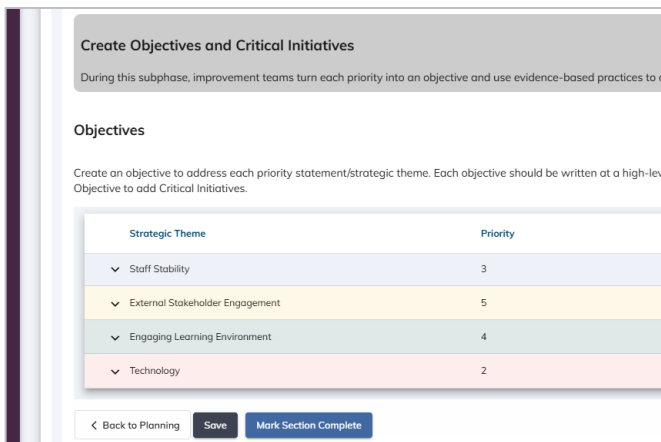 Create Objectives and Critical Initiatives
During this subphase, improvement teams turn each priority into an objective and use evidence-based practices to
Objectives
Create an objective to address each priority statement/strategic theme. Each objective should be written at a
Objective to add Critical Initiatives.
Strategic Theme Priority
Staff Stability 3
External Stakeholder Engagement 5
Engaging Learning Environment 4
Technology 2
Back to Planning Save Mark Section Complete